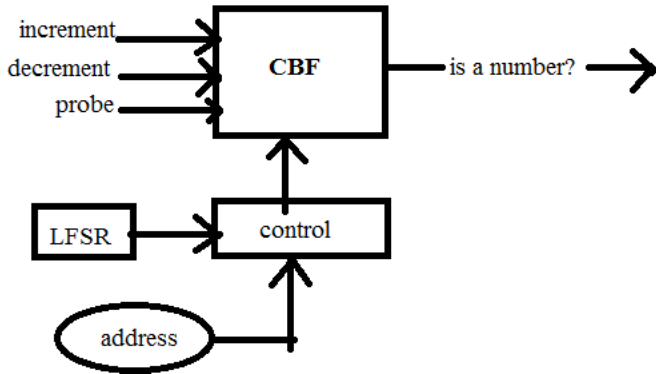 increment
decrement
probe
CBF
is a number?
LFSR
control
address